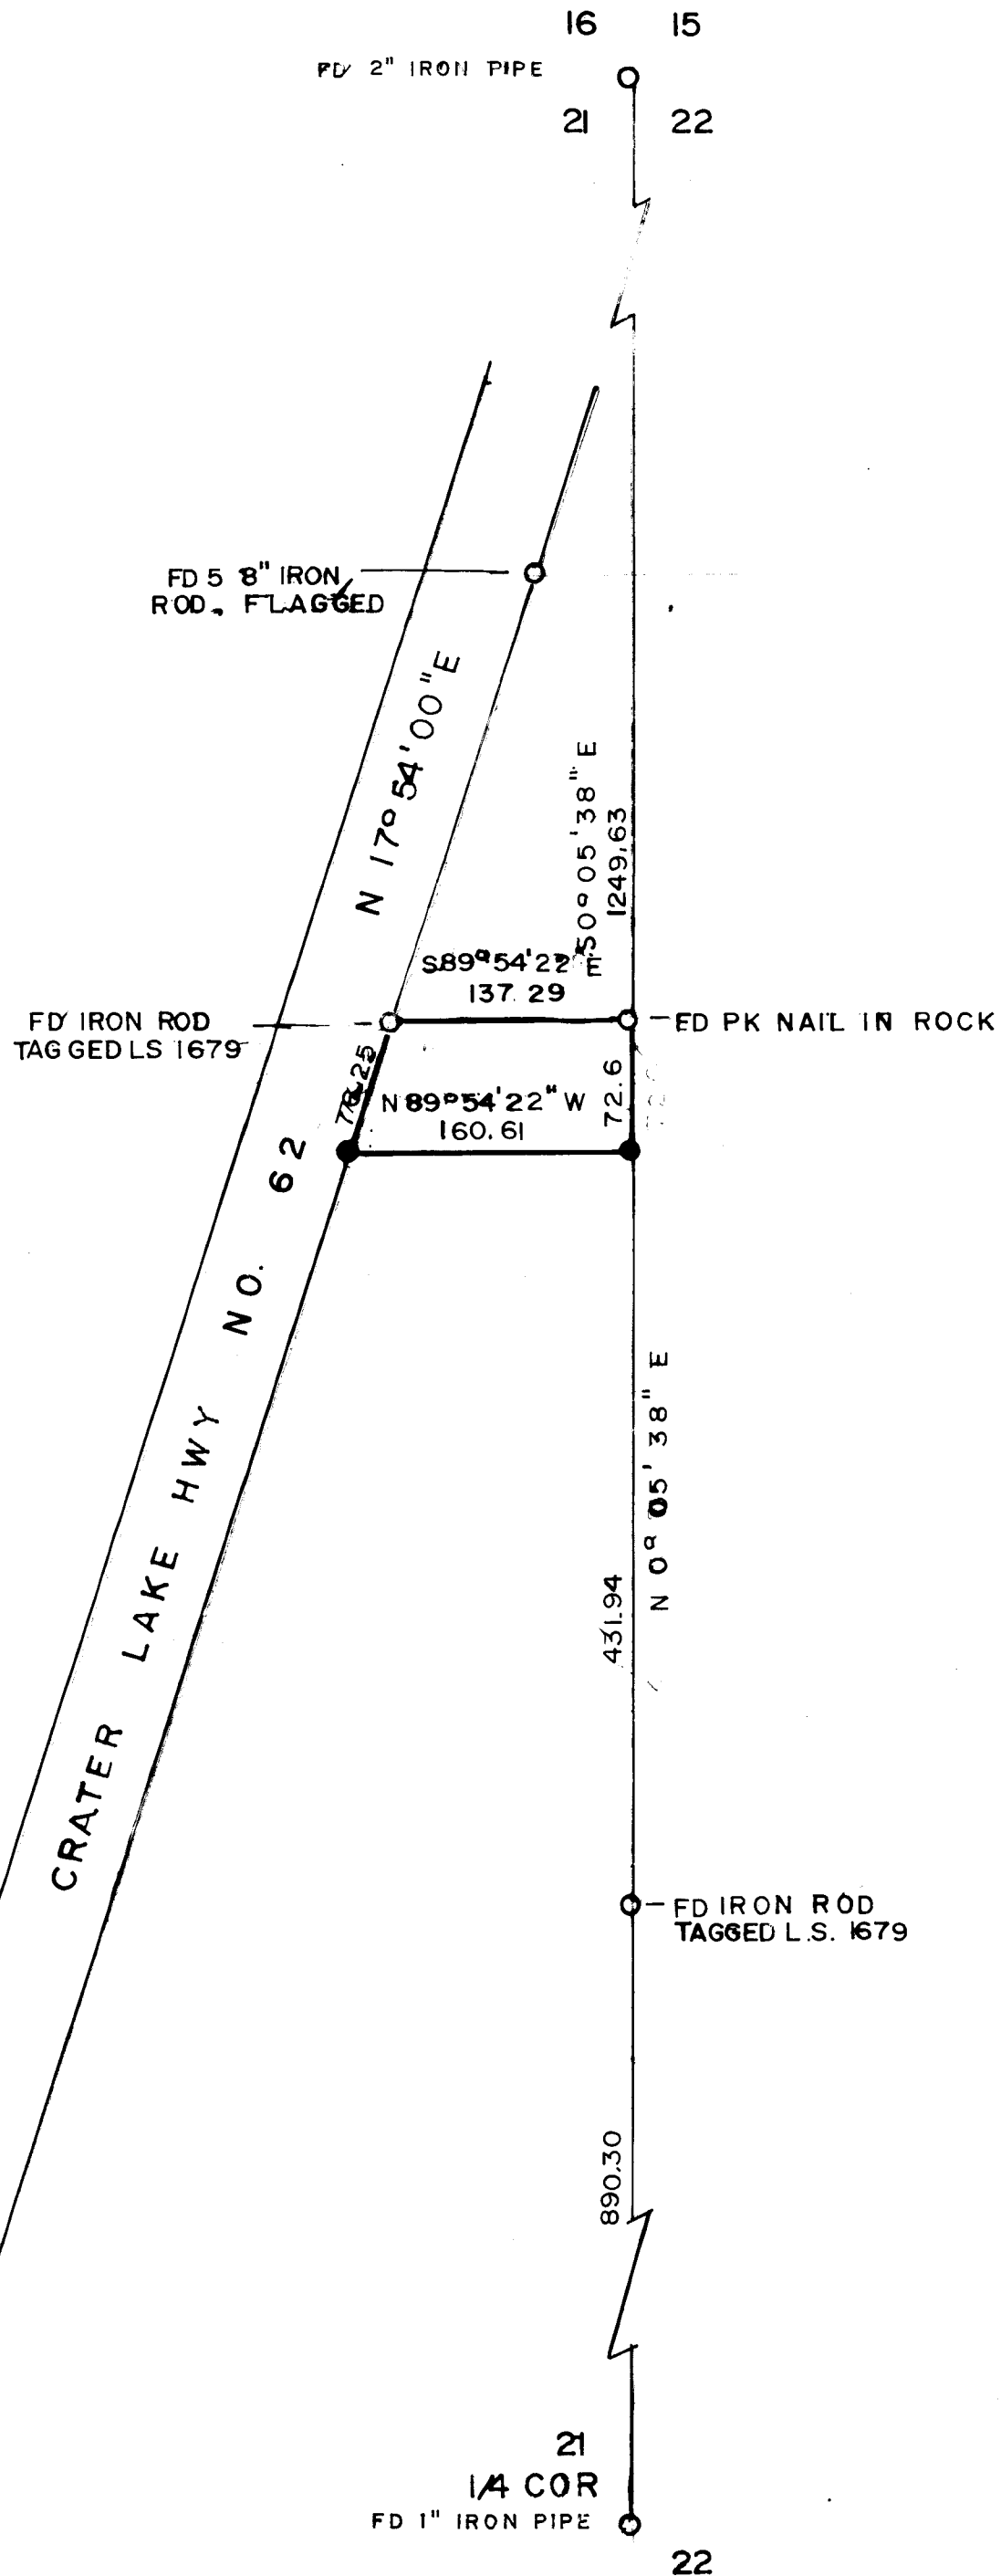 16 15
FD 2" IRON PIPE
21 22
FD 5 8" IRON
ROD, FLAGGED
N 17° 54' 00" E
S0° 05' 38" E
1249.63
S89° 54' 22" E
137.29
FD IRON ROD
TAGGED LS 1679
FD PK NAIL IN ROCK
N 89° 54' 22" W
160.61
72.6
CRATER LAKE HWY NO. 62
N 0° 05' 38" E
431.94
FD IRON ROD
TAGGED L.S. 1679
890.30
21
1/4 COR
FD 1" IRON PIPE
22